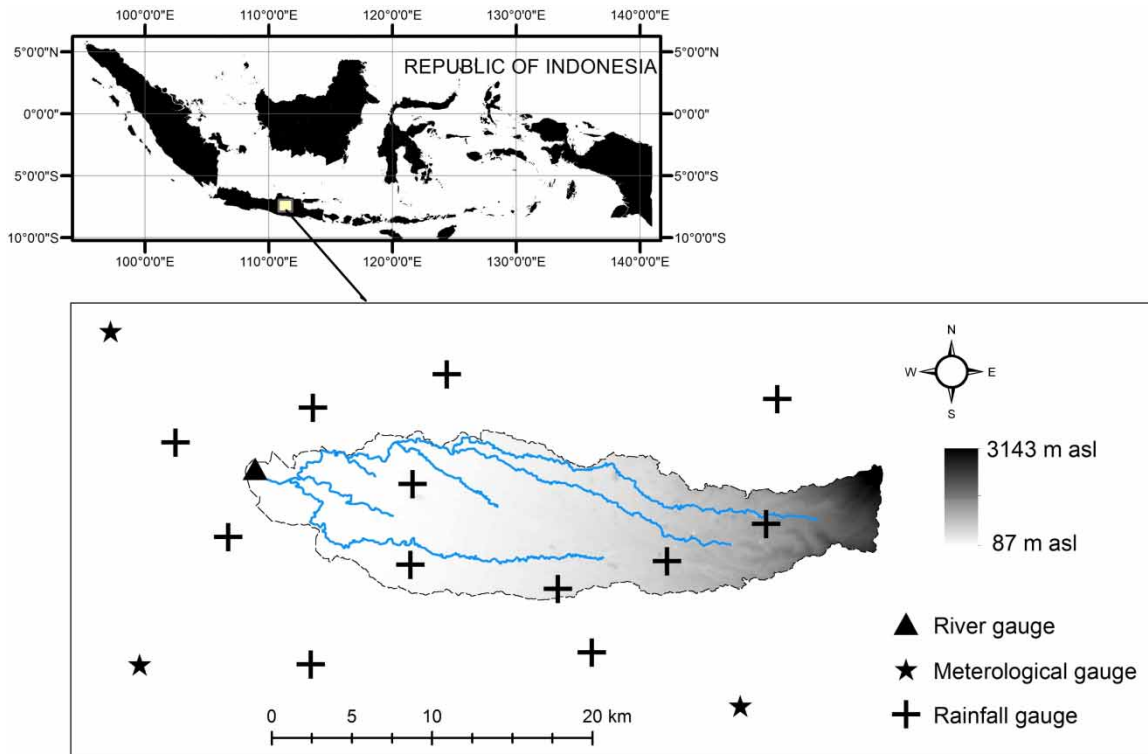 100°0'0"E 110°0'0"E 120°0'0"E 130°0'0"E 140°0'0"E
5°0'0"N 5°0'0"N
REPUBLIC OF INDONESIA
0°0'0" 0°0'0"
5°0'0"S 5°0'0"S
10°0'0"S 10°0'0"S
100°0'0"E 110°0'0"E 120°0'0"E 130°0'0"E 140°0'0"E
N
W E
S
3143 m asl
87 m asl
River gauge
Meterological gauge
Rainfall gauge
0 5 10 20 km